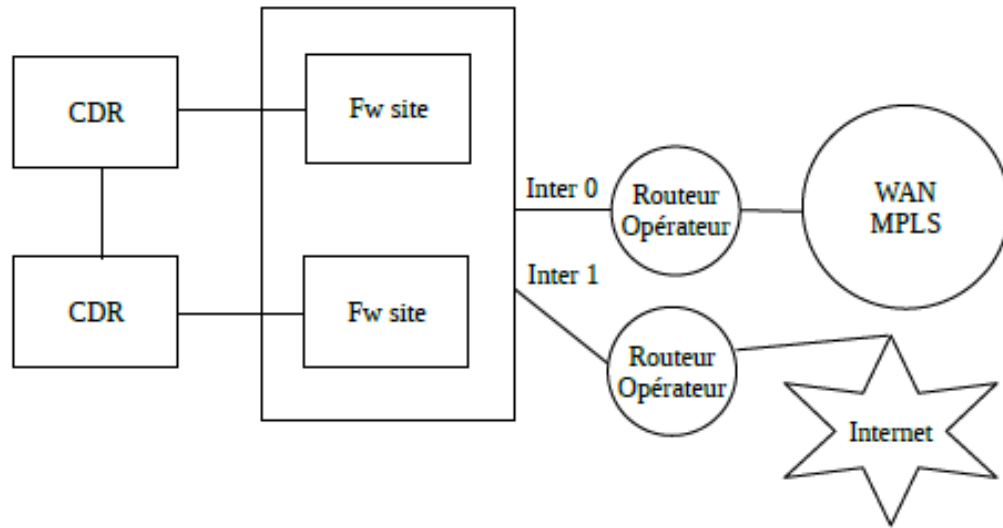 CDR
Fw site
Inter 0
Routeur
Opérateur
WAN
MPLS
CDR
Fw site
Inter 1
Routeur
Opérateur
Internet